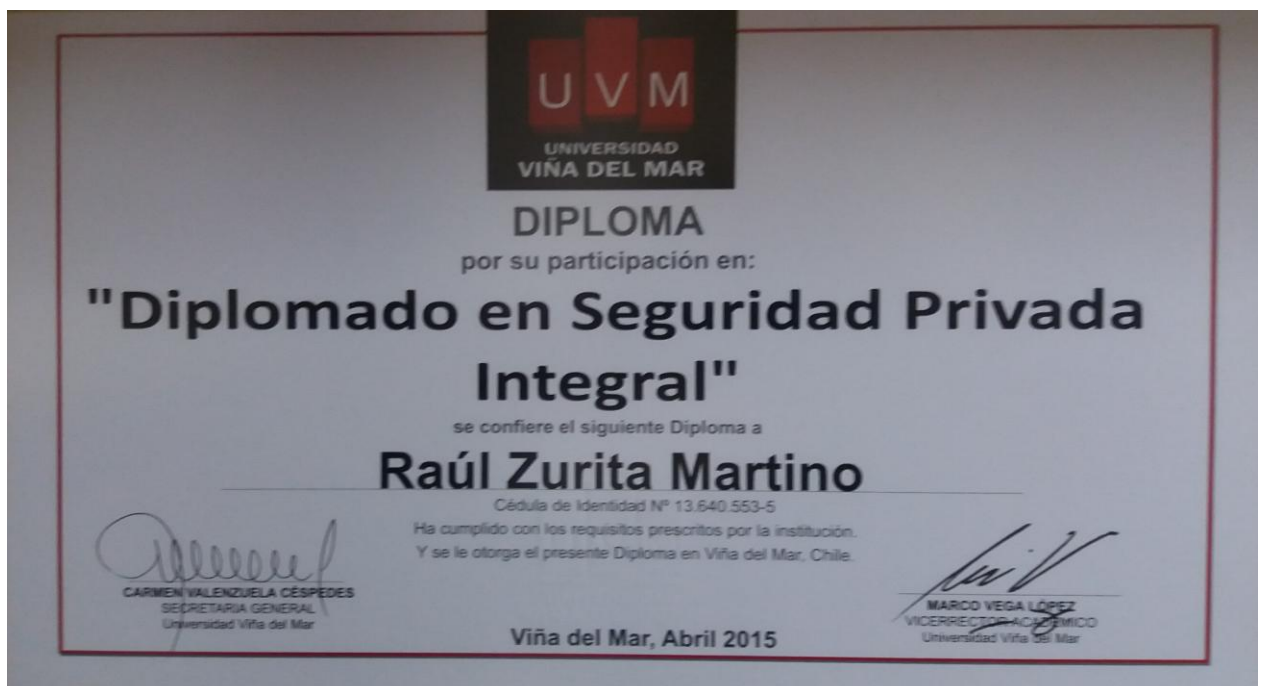 UVM
UNIVERSIDAD
VIÑA DEL MAR
DIPLOMA
por su participación en:
"Diplomado en Seguridad Privada
Integral"
se confiere el siguiente Diploma a
Raúl Zurita Martino
Cédula de Identidad Nº 13.640.553-5
Ha cumplido con los requisitos prescritos por la institución.
Y se le otorga el presente Diploma en Viña del Mar, Chile.
CARMEN VALENZUELA CÉSPEDES
SECRETARIA GENERAL
Universidad Viña del Mar
MARCO VEGA LÓPEZ
VICERRECTOR ACADÉMICO
Universidad Viña del Mar
Viña del Mar, Abril 2015